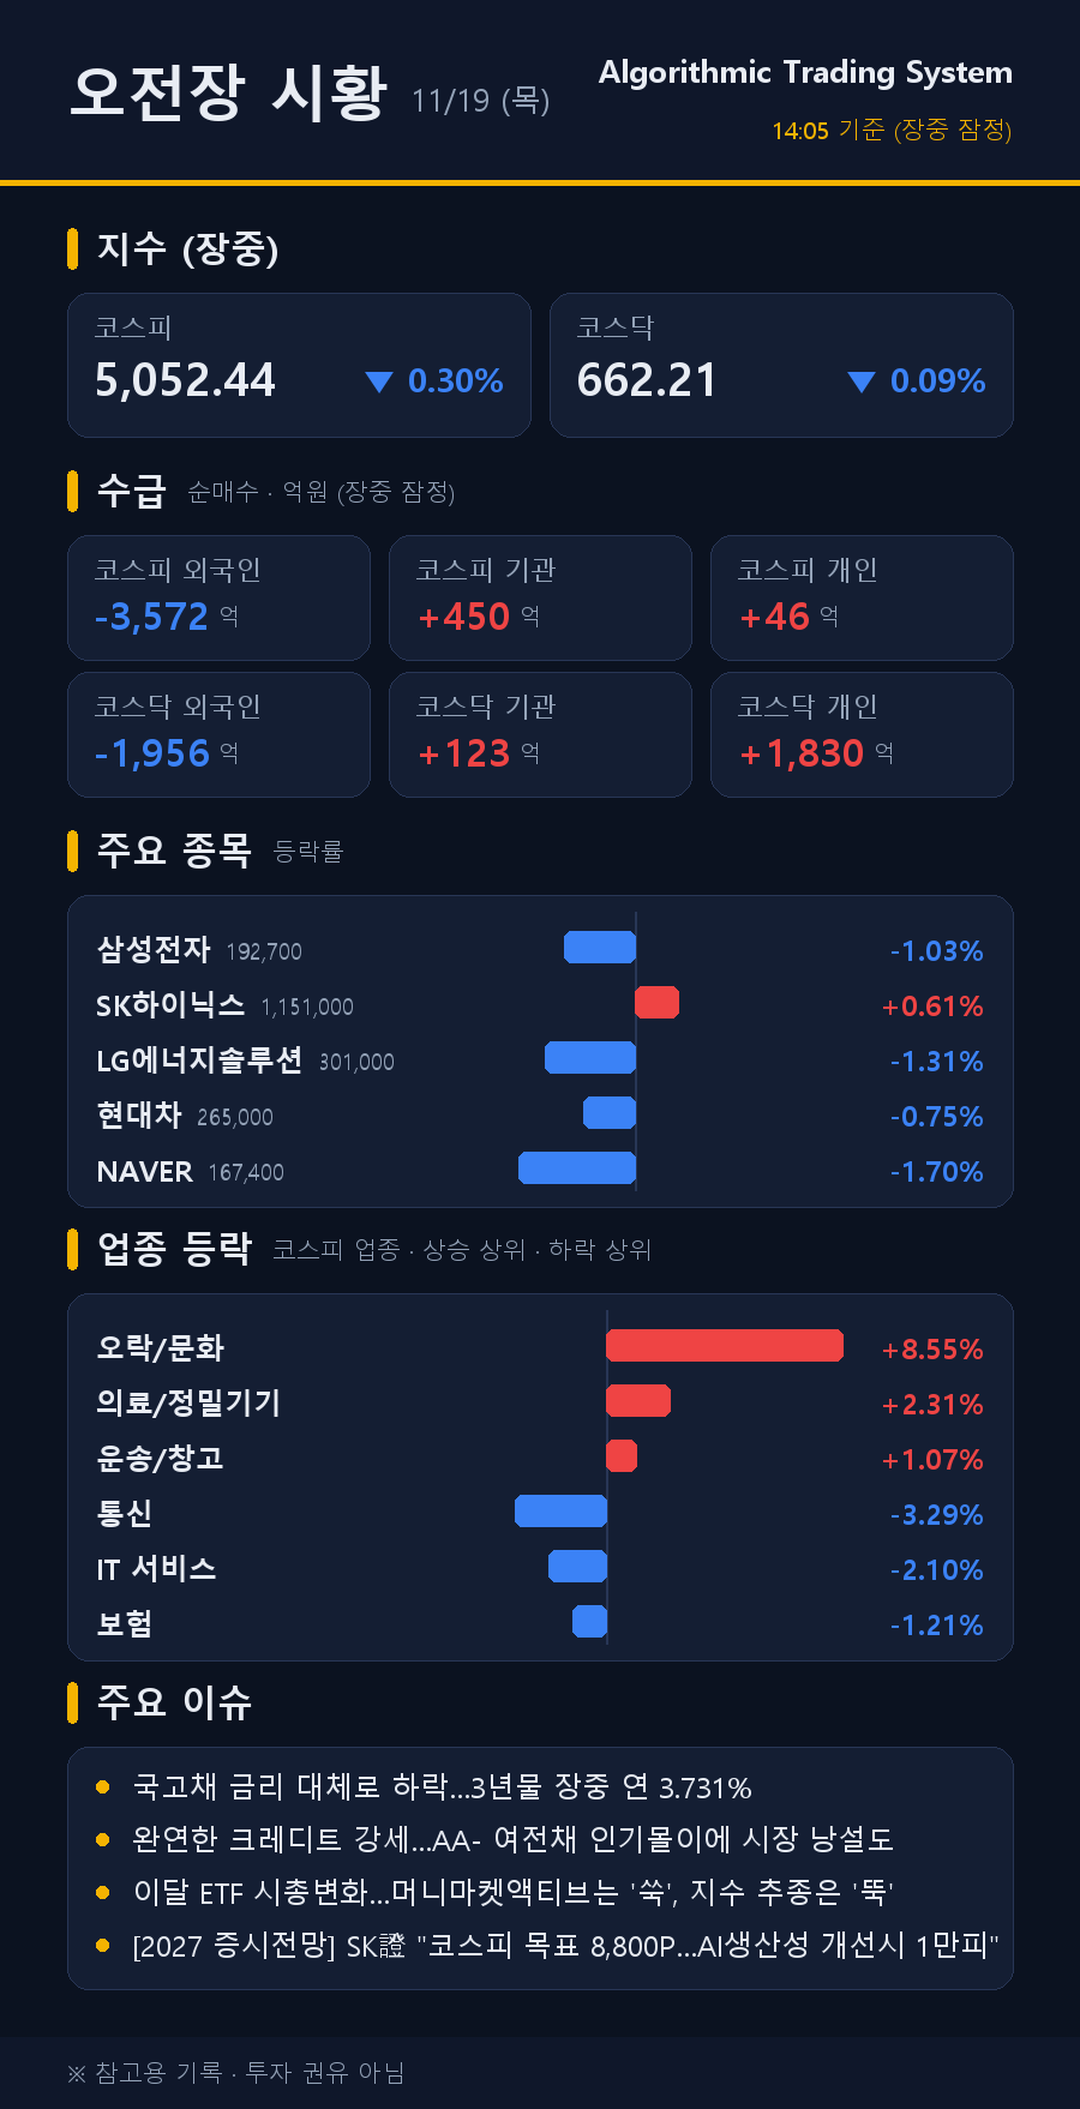 오전장 시황 11/19 (목)
Algorithmic Trading System
14:05 기준 (장중 잠정)
지수 (장중)
코스피
5,052.44 ▼ 0.30%
코스닥
662.21 ▼ 0.09%
수급 순매수 · 억원 (장중 잠정)
코스피 외국인
-3,572 억
코스피 기관
+450 억
코스피 개인
+46 억
코스닥 외국인
-1,956 억
코스닥 기관
+123 억
코스닥 개인
+1,830 억
주요 종목 등락률
삼성전자 192,700 -1.03%
SK하이닉스 1,151,000 +0.61%
LG에너지솔루션 301,000 -1.31%
현대차 265,000 -0.75%
NAVER 167,400 -1.70%
업종 등락 코스피 업종 · 상승 상위 · 하락 상위
오락/문화 +8.55%
의료/정밀기기 +2.31%
운송/창고 +1.07%
통신 -3.29%
IT 서비스 -2.10%
보험 -1.21%
주요 이슈
국고채 금리 대체로 하락…3년물 장중 연 3.731%
완연한 크레디트 강세…AA- 여전채 인기몰이에 시장 낭설도
이달 ETF 시총변화…머니마켓액티브는 '쑥', 지수 추종은 '뚝'
[2027 증시전망] SK證 "코스피 목표 8,800P…AI생산성 개선시 1만피"
※ 참고용 기록 · 투자 권유 아님